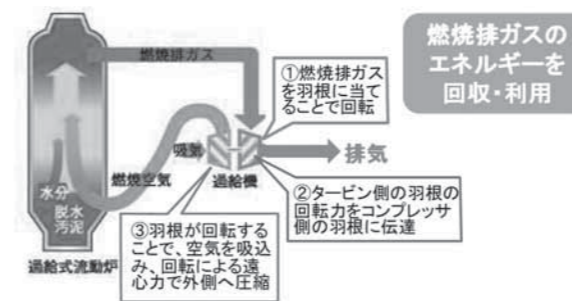 燃焼排ガスの
エネルギーを
回収・利用
燃焼排ガス
①燃焼排ガス
を羽根に当て
ることで回転
吸気
排気
過給機
燃焼空気
水分
脱水
汚泥
②タービン側の羽根の
回転力をコンプレッサ
側の羽根に伝達
③羽根が回転する
ことで、空気を吸込
み、回転による遠
心力で外側へ圧縮
過給式流動炉